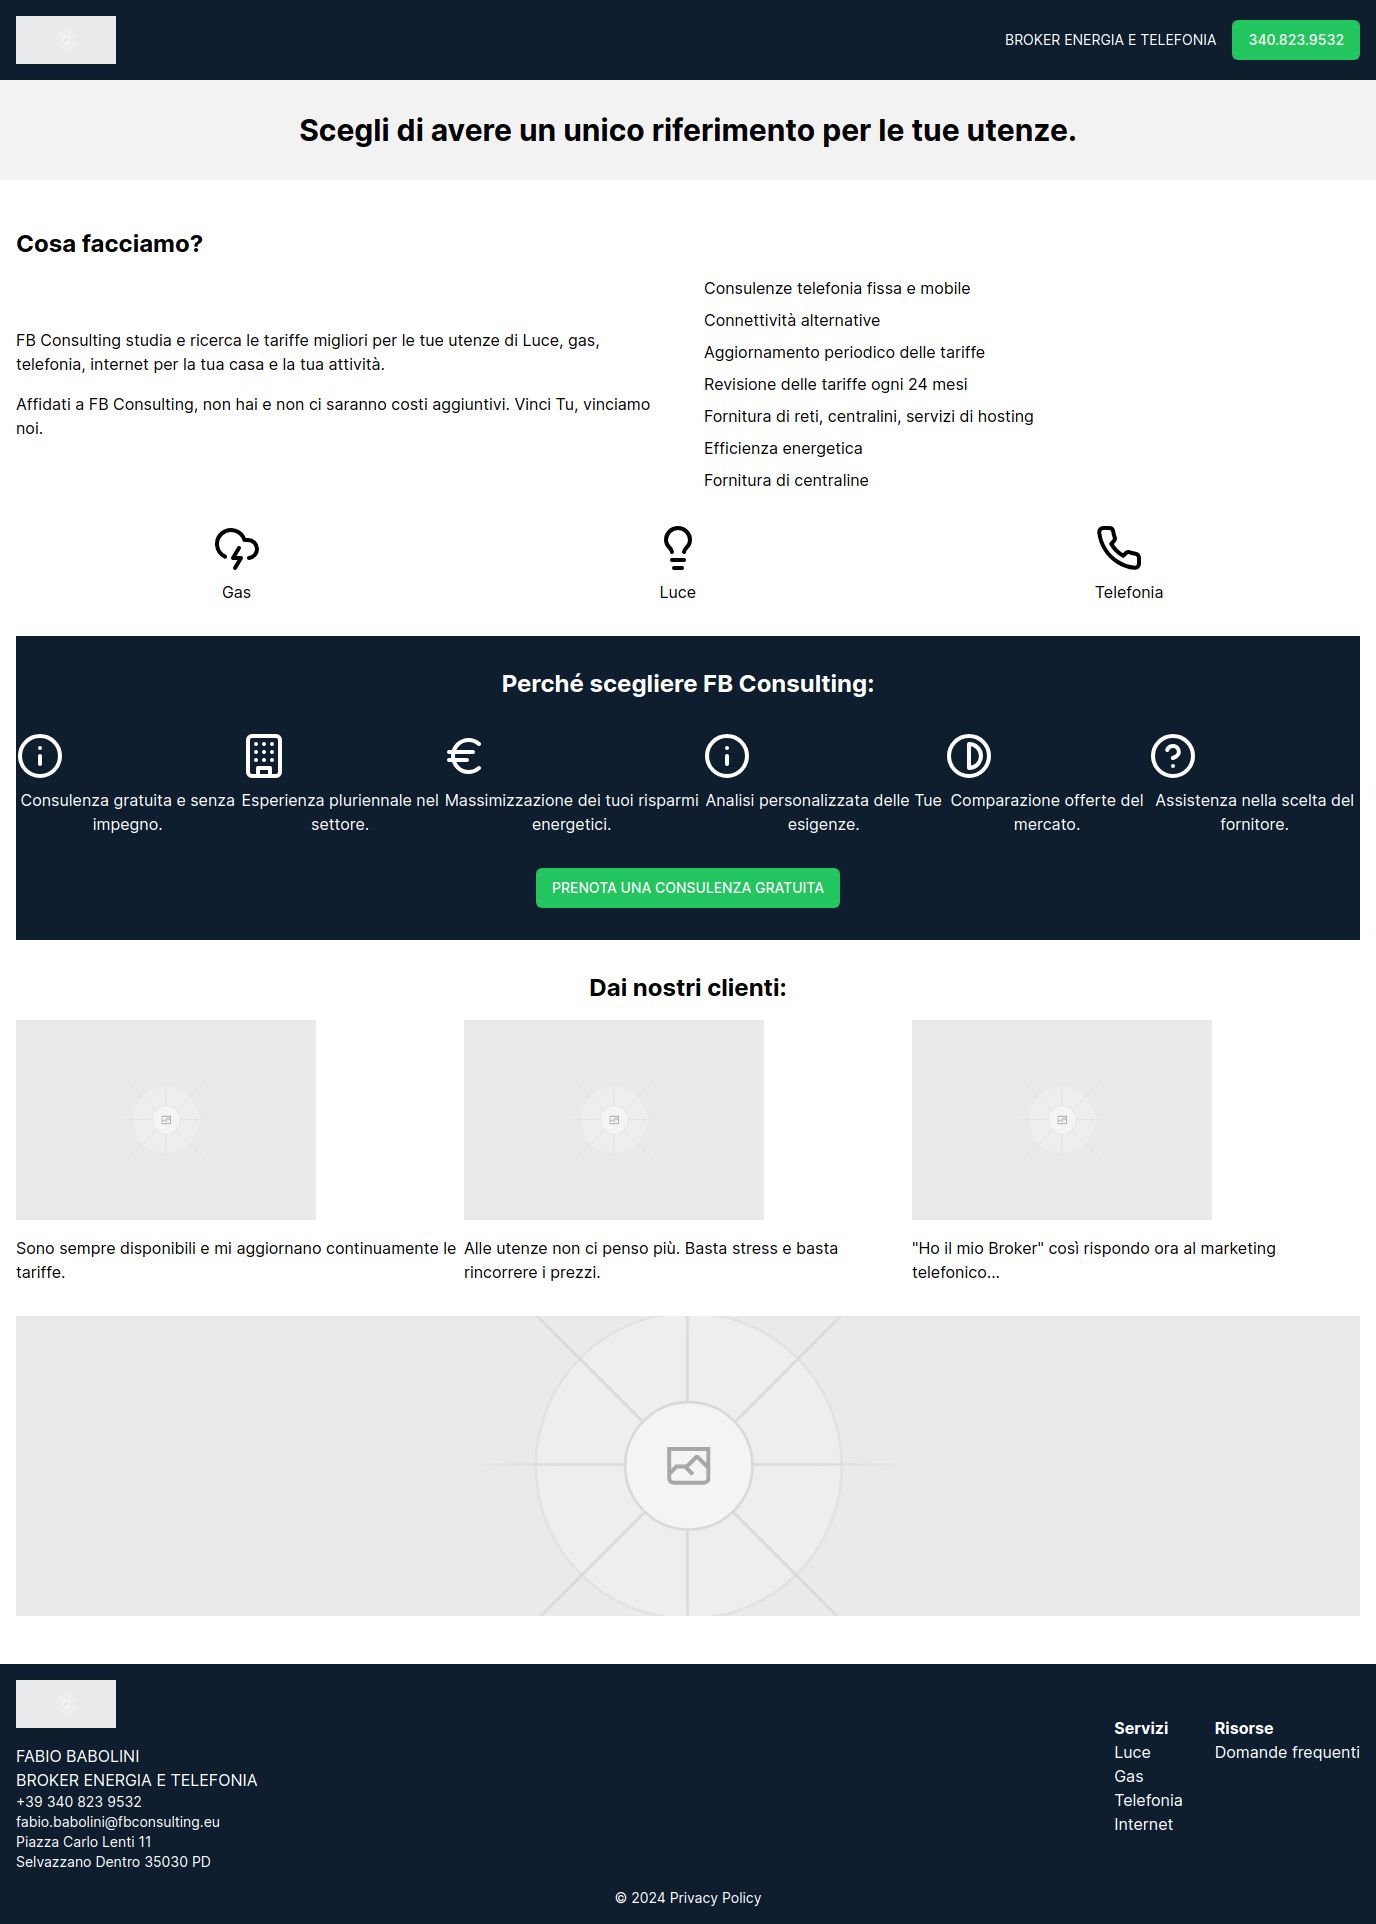 BROKER ENERGIA E TELEFONIA
340.823.9532
Scegli di avere un unico riferimento per le tue utenze.
Cosa facciamo?
FB Consulting studia e ricerca le tariffe migliori per le tue utenze di Luce, gas,
telefonia, internet per la tua casa e la tua attività.
Affidati a FB Consulting, non hai e non ci saranno costi aggiuntivi. Vinci Tu, vinciamo
noi.
Consulenze telefonia fissa e mobile
Connettività alternative
Aggiornamento periodico delle tariffe
Revisione delle tariffe ogni 24 mesi
Fornitura di reti, centralini, servizi di hosting
Efficienza energetica
Fornitura di centraline
Gas
Luce
Telefonia
Perché scegliere FB Consulting:
Consulenza gratuita e senza
impegno.
Esperienza pluriennale nel
settore.
Massimizzazione dei tuoi risparmi
energetici.
Analisi personalizzata delle Tue
esigenze.
Comparazione offerte del
mercato.
Assistenza nella scelta del
fornitore.
PRENOTA UNA CONSULENZA GRATUITA
Dai nostri clienti:
Sono sempre disponibili e mi aggiornano continuamente le
tariffe.
Alle utenze non ci penso più. Basta stress e basta
rincorrere i prezzi.
"Ho il mio Broker" così rispondo ora al marketing
telefonico...
FABIO BABOLINI
BROKER ENERGIA E TELEFONIA
+39 340 823 9532
fabio.babolini@fbconsulting.eu
Piazza Carlo Lenti 11
Selvazzano Dentro 35030 PD
Servizi
Luce
Gas
Telefonia
Internet
Risorse
Domande frequenti
© 2024 Privacy Policy